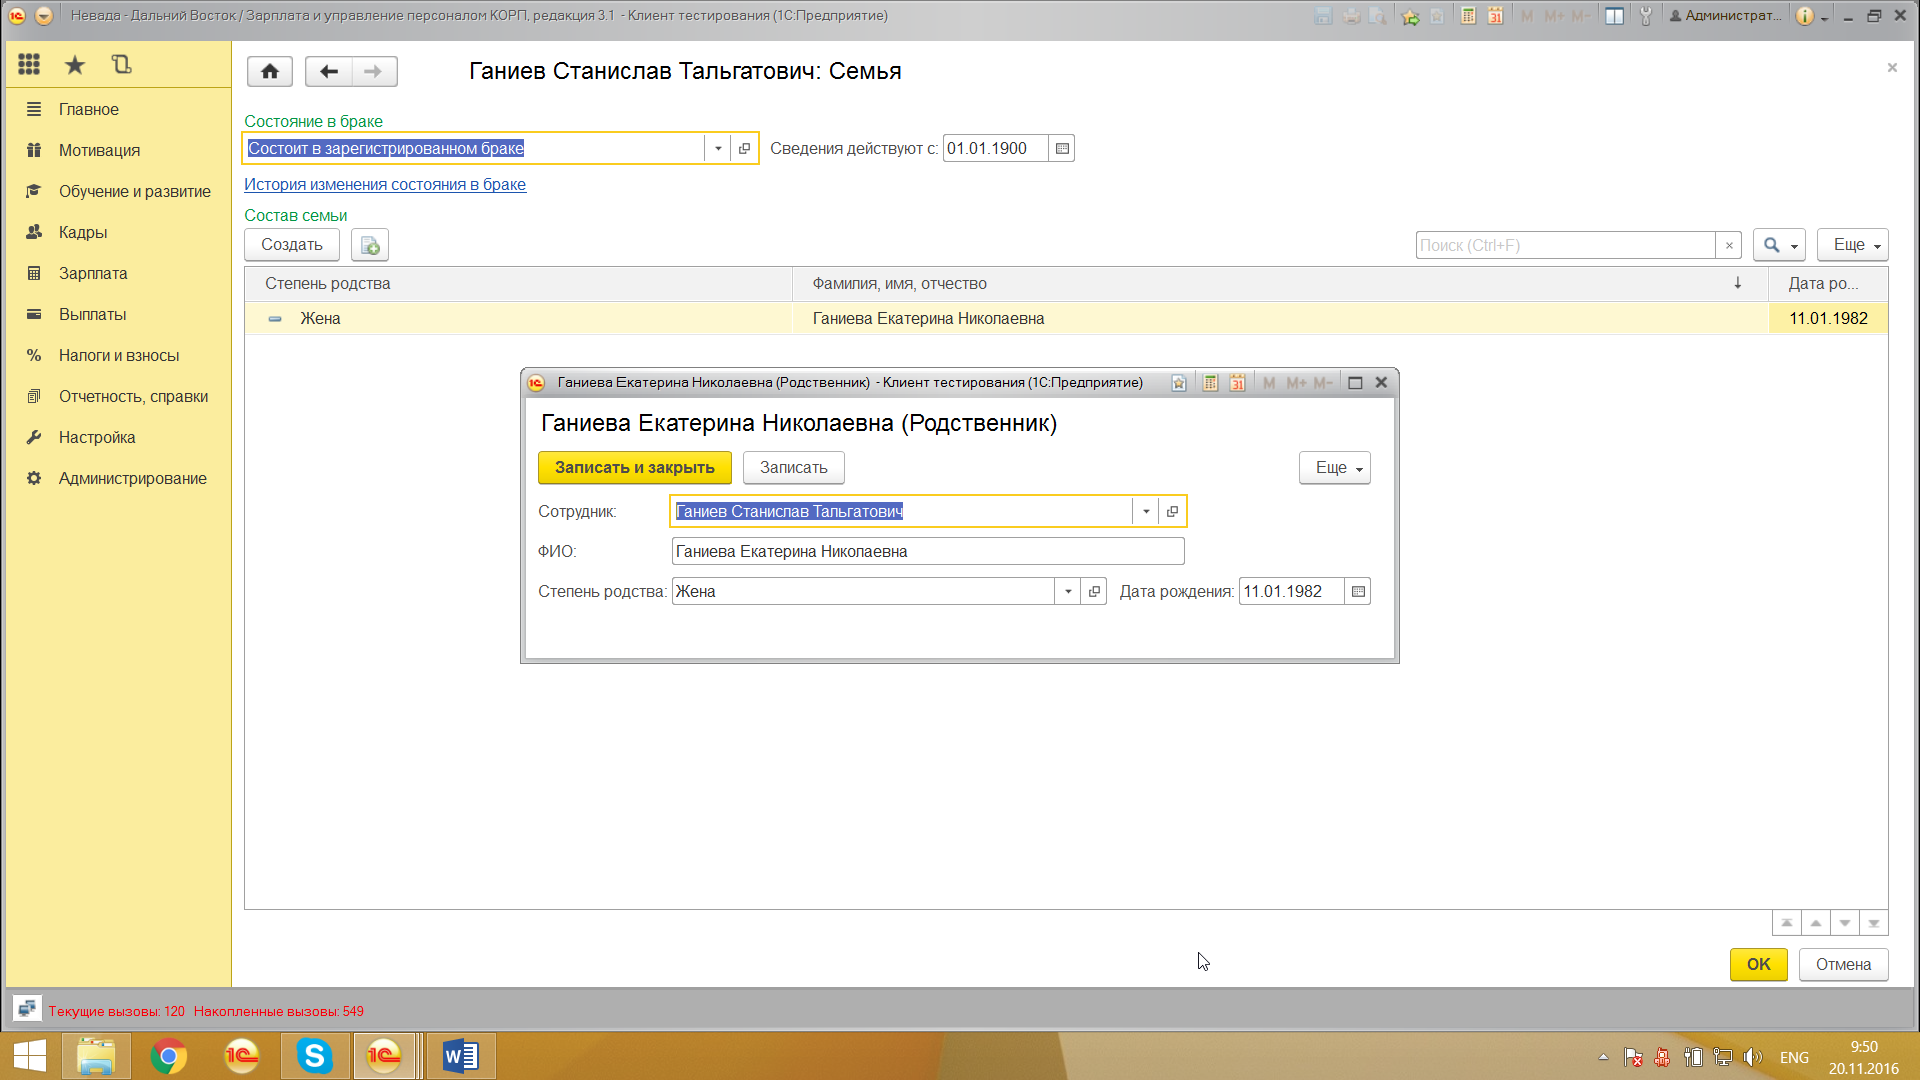 Невада - Дальний Восток / Зарплата и управление персоналом КОРП, редакция 3.1 - Клиент тестирования (1С:Предприятие)
M M+ M-
Администрат...
Главное
Мотивация
Обучение и развитие
Кадры
Зарплата
Выплаты
% Налоги и взносы
Отчетность, справки
Настройка
Администрирование
Ганиев Станислав Тальгатович: Семья
Состояние в браке
Состоит в зарегистрированном браке
Сведения действуют с: 01.01.1900
История изменения состояния в браке
Состав семьи
Создать
Поиск (Ctrl+F)
Еще
Степень родства
Фамилия, имя, отчество
Дата ро...
Жена
Ганиева Екатерина Николаевна
11.01.1982
Ганиева Екатерина Николаевна (Родственник) - Клиент тестирования (1С:Предприятие)
M M+ M-
Ганиева Екатерина Николаевна (Родственник)
Записать и закрыть
Записать
Еще
Сотрудник: Ганиев Станислав Тальгатович
ФИО: Ганиева Екатерина Николаевна
Степень родства: Жена
Дата рождения: 11.01.1982
OK
Отмена
Текущие вызовы: 120 Накопленные вызовы: 549
ENG
9:50
20.11.2016